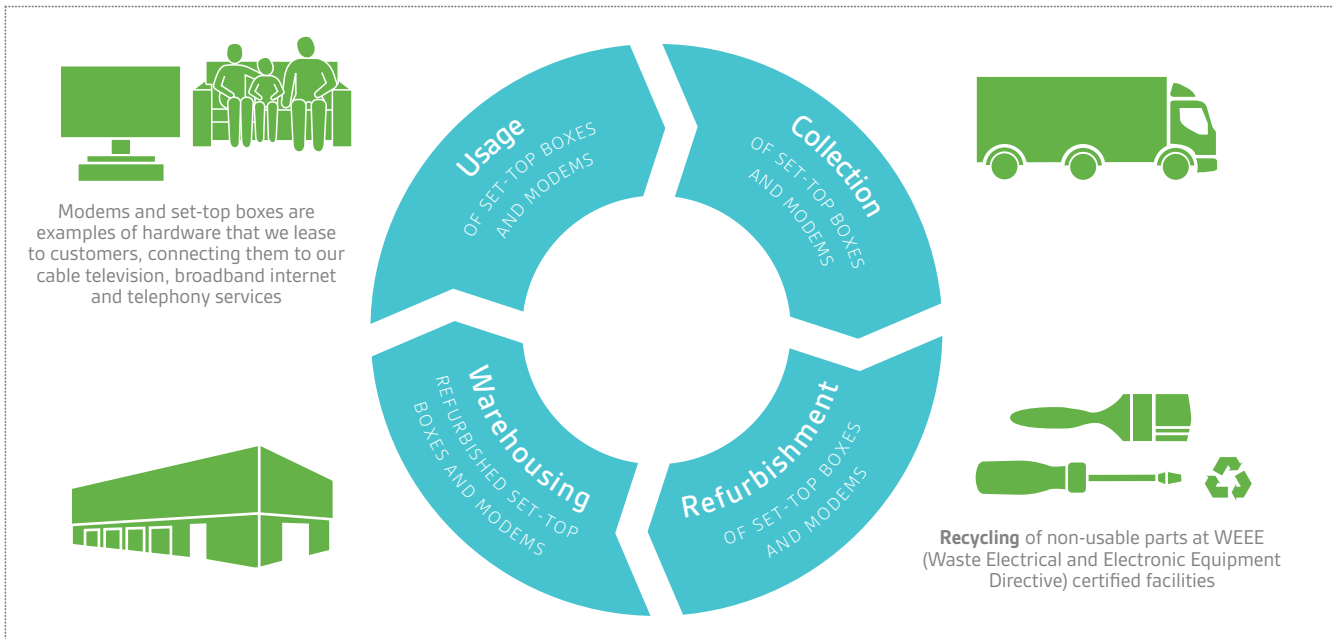 Usage
OF SET-TOP BOXES
AND MODEMS
Collection
OF SET-TOP BOXES
AND MODEMS
Modems and set-top boxes are
examples of hardware that we lease
to customers, connecting them to our
cable television, broadband internet
and telephony services
Warehousing
REFURBISHED SET-TOP
BOXES AND MODEMS
Refurbishment
OF SET-TOP BOXES
AND MODEMS
Recycling of non-usable parts at WEEE
(Waste Electrical and Electronic Equipment
Directive) certified facilities